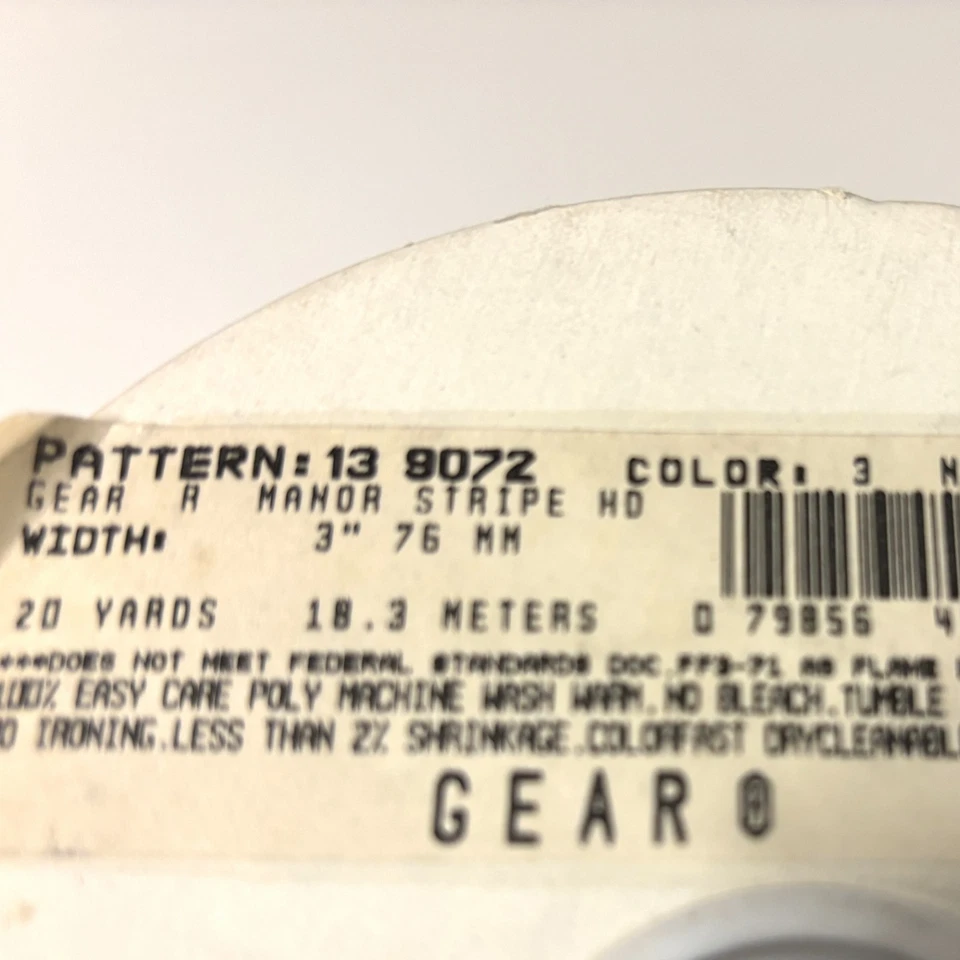 PATTERN: 13 9072 COLOR: 3 N
GEAR R MANOR STRIPE HD
WIDTH: 3" 76 MM
20 YARDS 18.3 METERS 0 79856 4
***DOES NOT MEET FEDERAL STANDARDS DOC.FF3-71 AS FLAME
100% EASY CARE POLY MACHINE WASH WARM.NO BLEACH.TUMBLE
O IRONING.LESS THAN 2% SHRINKAGE.COLORFAST DRYCLEANABLE
GEAR®